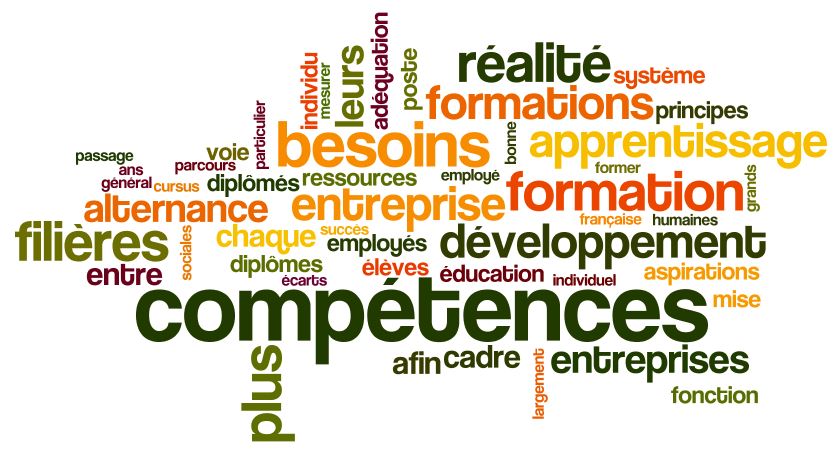 réalité
système
individu
mesurer
leurs
adéquation
poste
formations
principes
particulier
besoins
bonne
apprentissage
passage
voie
ans
parcours
général
cursus
diplômés
ressources
employé
former
formation
grands
alternance
entreprise
française
humaines
filières
sociales
chaque
succès
employés
développement
entre
diplômes
écarts
élèves
éducation
individuel
aspirations
compétences
mise
plus
afin
cadre
largement
entreprises
fonction